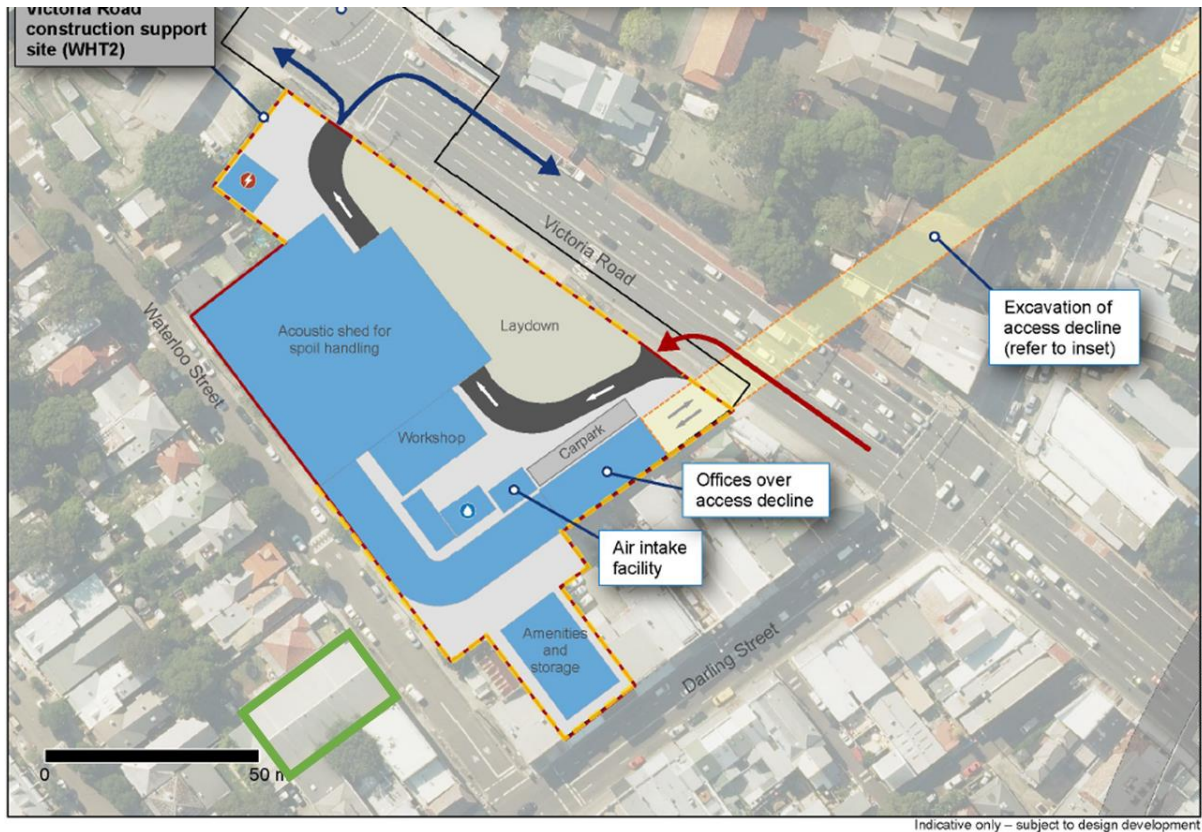 Victoria Road
construction support
site (WHT2)
Victoria Road
Excavation of
access decline
(refer to inset)
Laydown
Acoustic shed for
spoil handling
Waterloo Street
Workshop
Carpark
Offices over
access decline
Air intake
facility
Amenities
and
storage
Darling Street
0
50 m
Indicative only – subject to design development